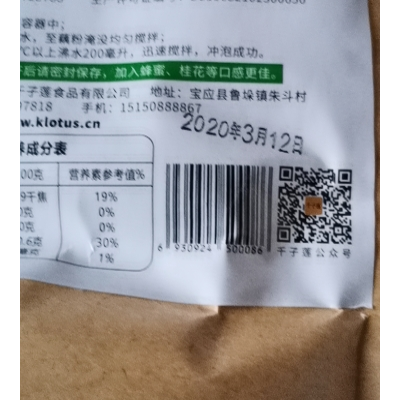 容器中;
水,至藕粉淹没均匀搅拌;
℃以上沸水200毫升,迅速搅拌,冲泡成功。
后请密封保存,加入蜂蜜、桂花等口感更佳。
千子莲食品有限公司 地址:宝应县鲁垛镇朱斗村
07818 手机:15150888867
w.klotus.cn
2020年3月12日
养成分表
00克 营养素参考值%
9千焦 19%
0克 0%
0克 0%
1.6克 30%
1%
6 930924 500086
千子莲公众号